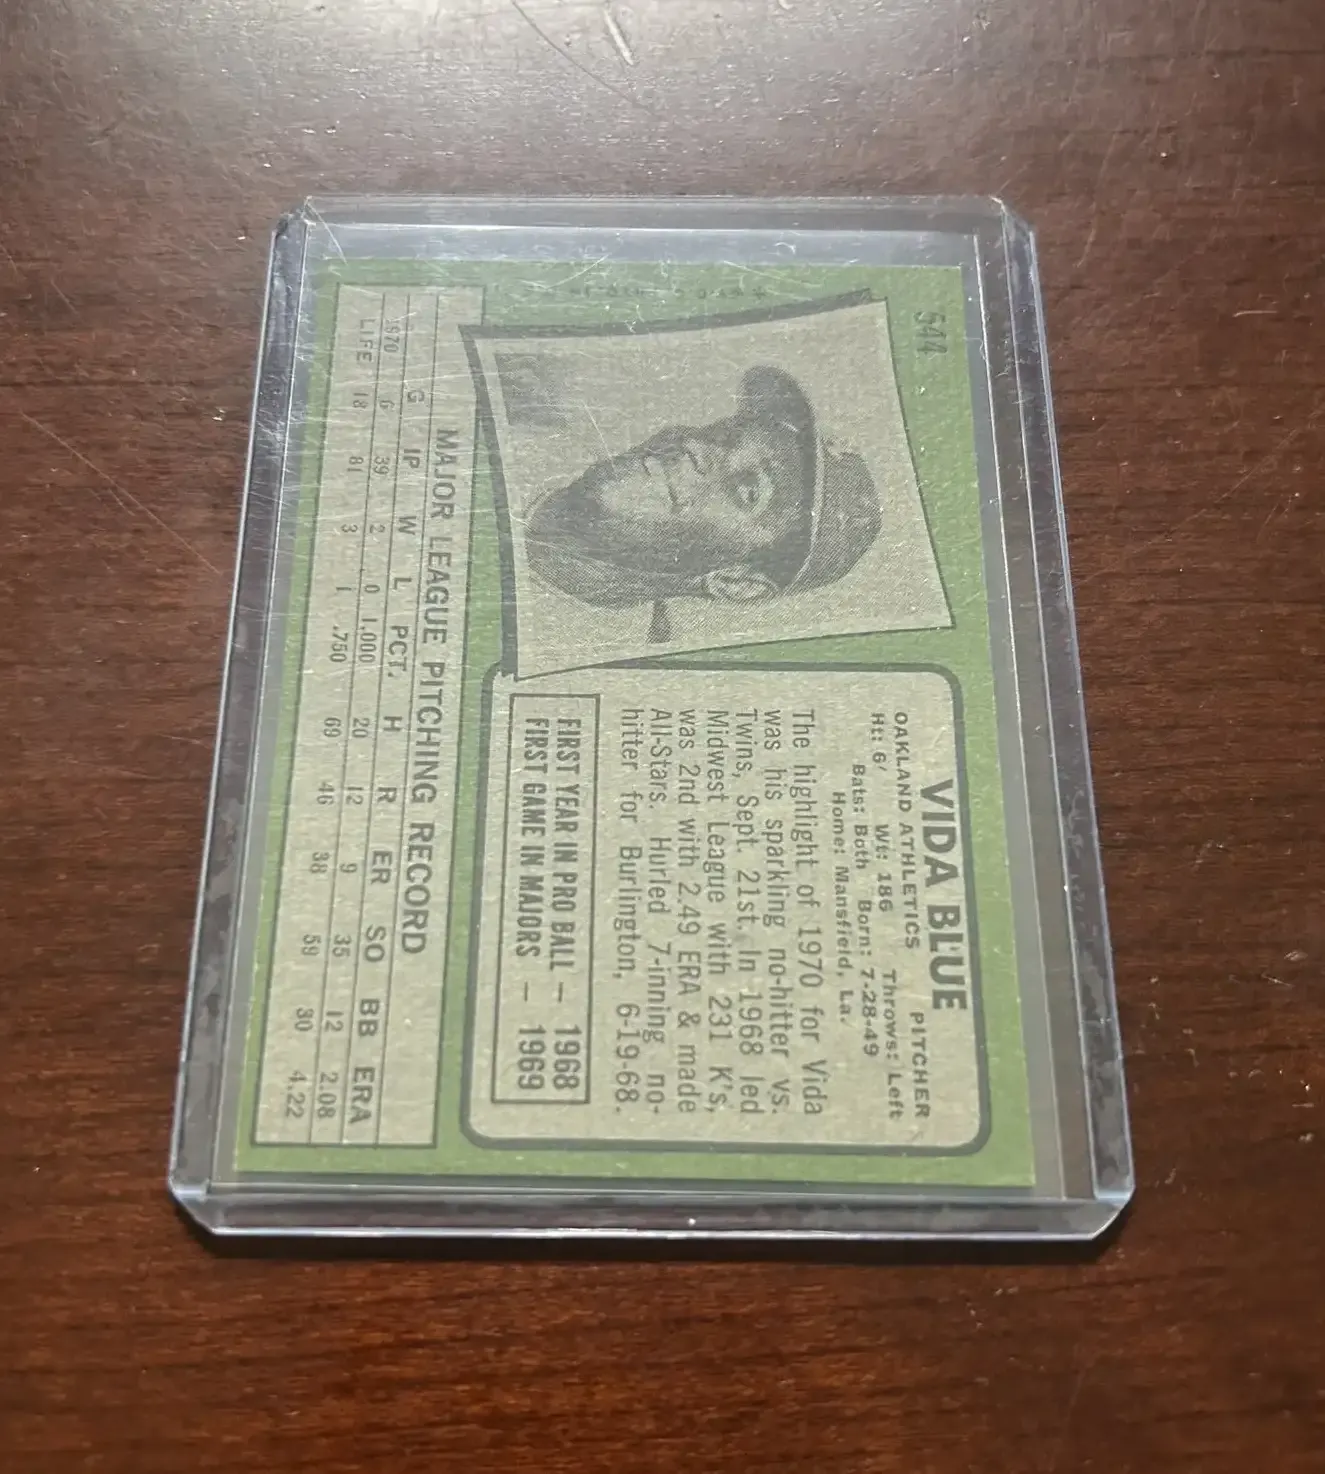 544
VIDA BLUE
OAKLAND ATHLETICS PITCHER
Ht: 6' Wt: 186 Throws: Left
Bats: Both Born: 7-28-49
Home: Mansfield, La.
The highlight of 1970 for Vida
was his sparkling no-hitter vs.
Twins, Sept. 21st. In 1968 led
Midwest League with 231 K's,
was 2nd with 2.49 ERA & made
All-Stars. Hurled 7-inning no-
hitter for Burlington, 6-19-68.
FIRST YEAR IN PRO BALL — 1968
FIRST GAME IN MAJORS — 1969
MAJOR LEAGUE PITCHING RECORD
G IP W L PCT. H R ER SO BB ERA
1970 6 39 2 0 1.000 20 12 9 35 12 2.08
LIFE 18 81 3 1 .750 69 46 38 59 30 4.22